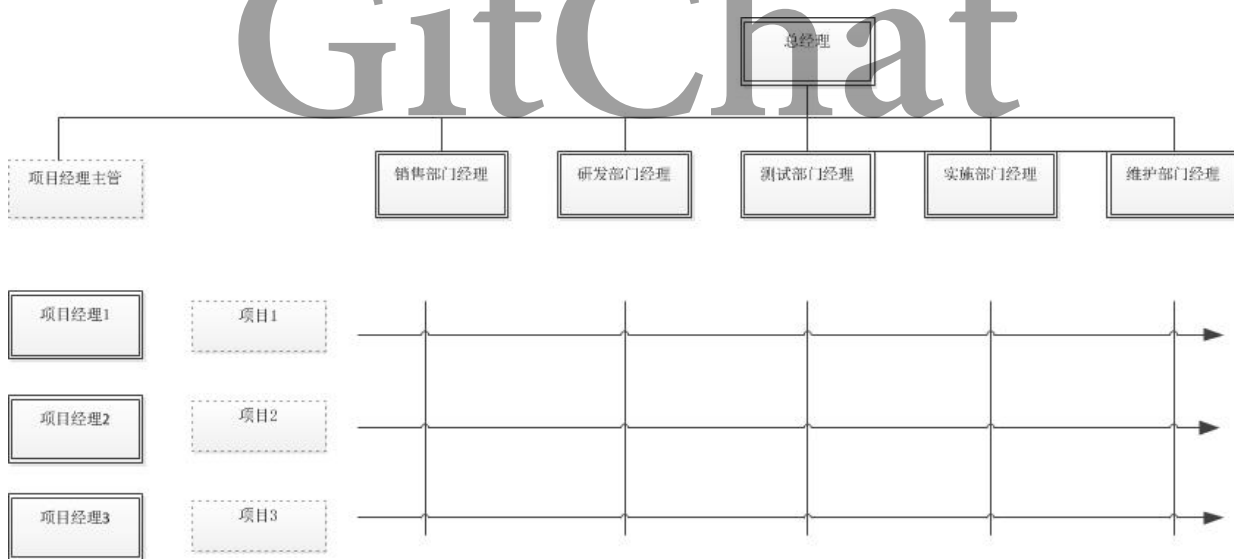 GitChat
总经理
项目经理主管
销售部门经理
研发部门经理
测试部门经理
实施部门经理
维护部门经理
项目经理1
项目1
项目经理2
项目2
项目经理3
项目3